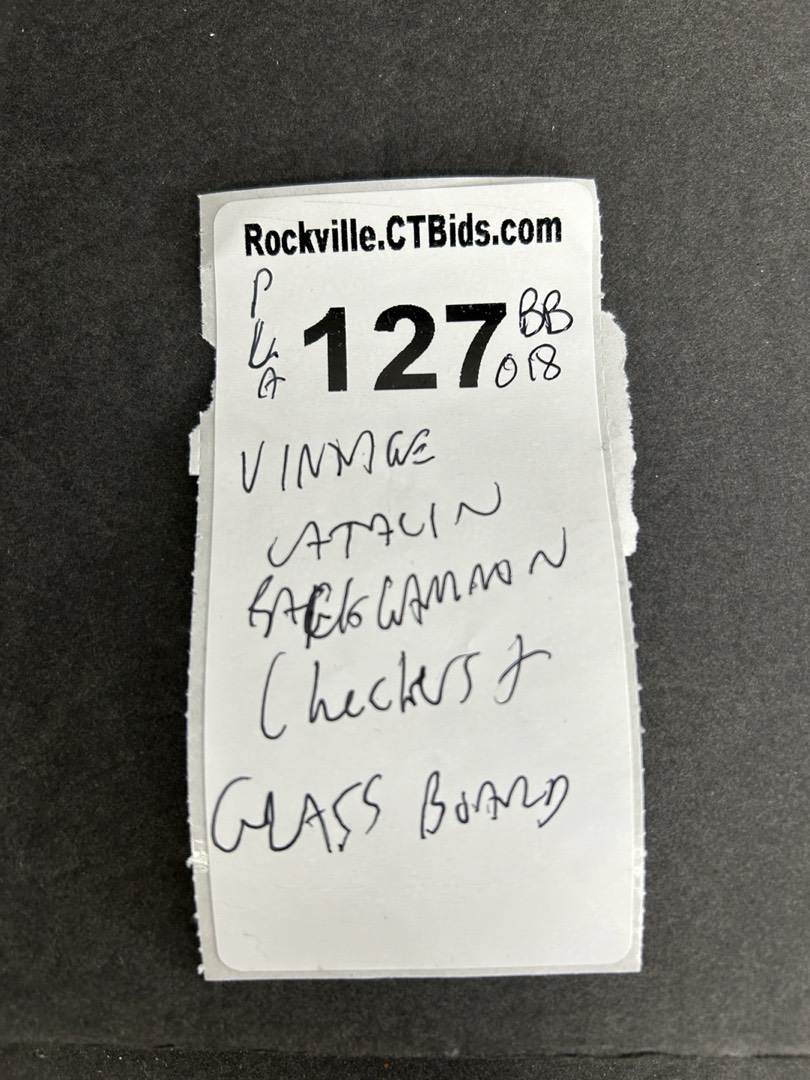 Rockville.CTBids.com
127
BB
018
VINTAGE
CATALIN
BACKGAMMON
Checkers +
GLASS BOARD